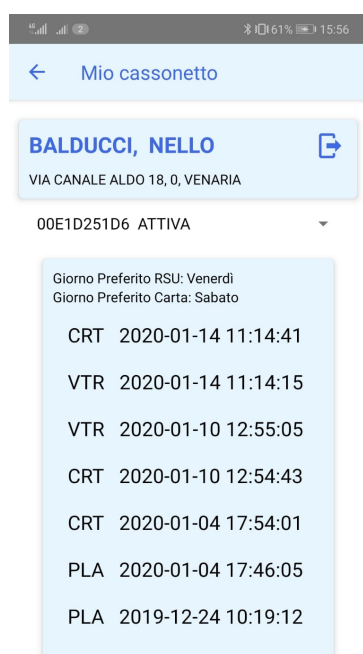 4G 2 61% 15:56
Mio cassonetto
BALDUCCI, NELLO
VIA CANALE ALDO 18, 0, VENARIA
00E1D251D6 ATTIVA
Giorno Preferito RSU: Venerdì
Giorno Preferito Carta: Sabato
CRT 2020-01-14 11:14:41
VTR 2020-01-14 11:14:15
VTR 2020-01-10 12:55:05
CRT 2020-01-10 12:54:43
CRT 2020-01-04 17:54:01
PLA 2020-01-04 17:46:05
PLA 2019-12-24 10:19:12